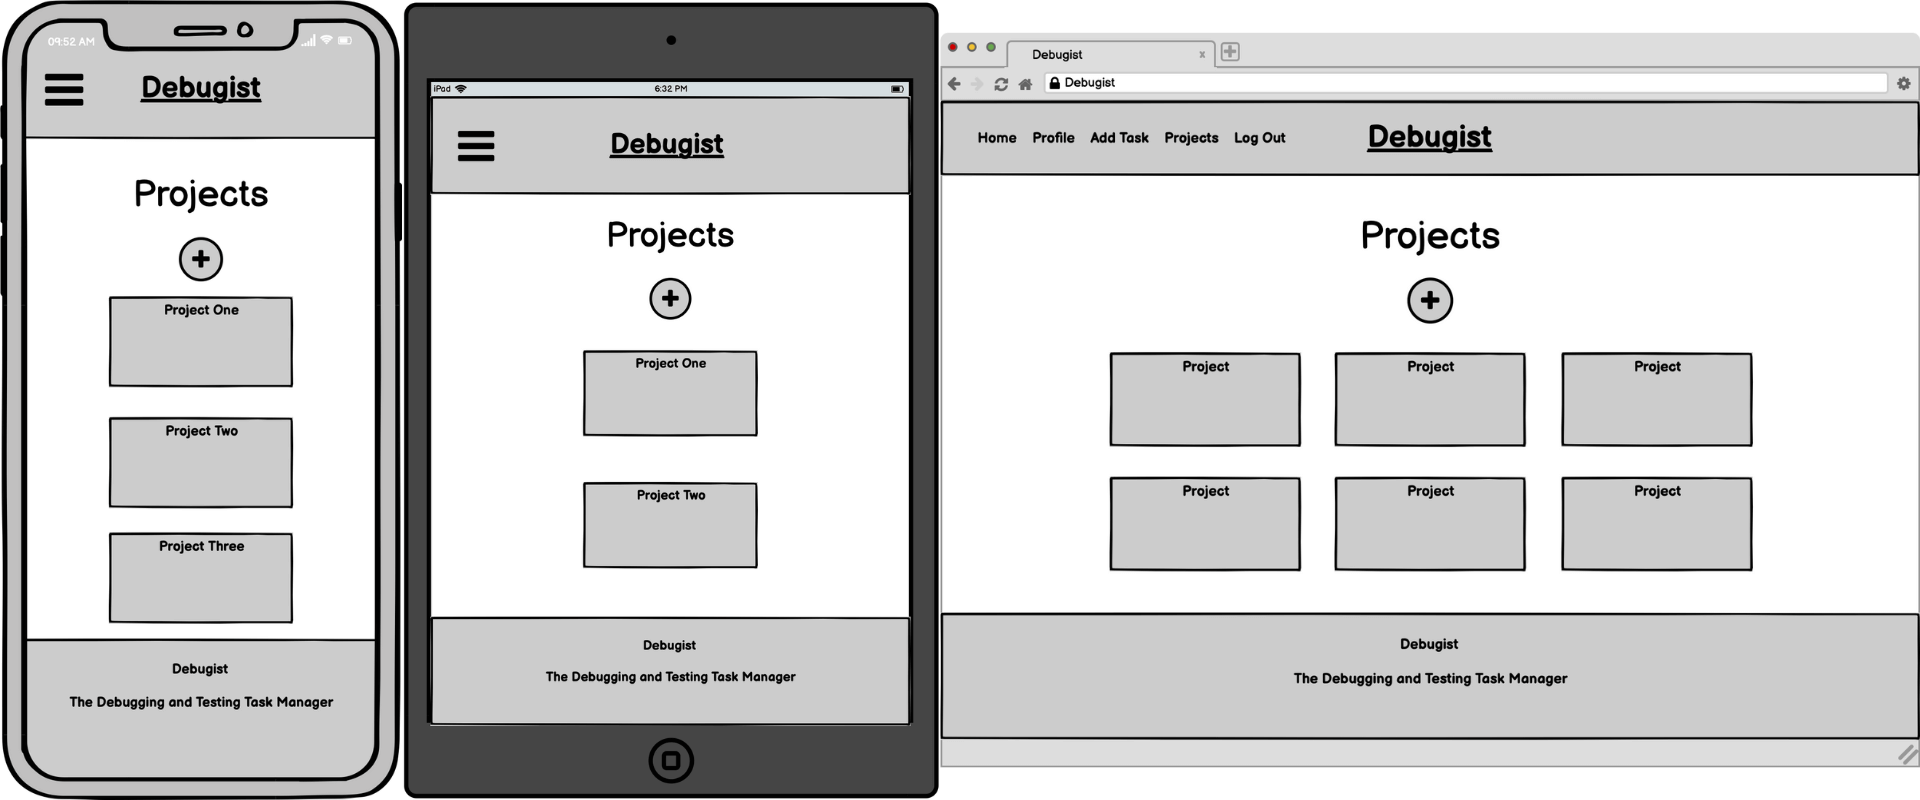 09:52 AM
Debugist
Projects
Project One
Project Two
Project Three
Debugist
The Debugging and Testing Task Manager
iPad
6:32 PM
Debugist
Projects
Project One
Project Two
Debugist
The Debugging and Testing Task Manager
Debugist x
Debugist
Home Profile Add Task Projects Log Out Debugist
Projects
Project Project Project
Project Project Project
Debugist
The Debugging and Testing Task Manager